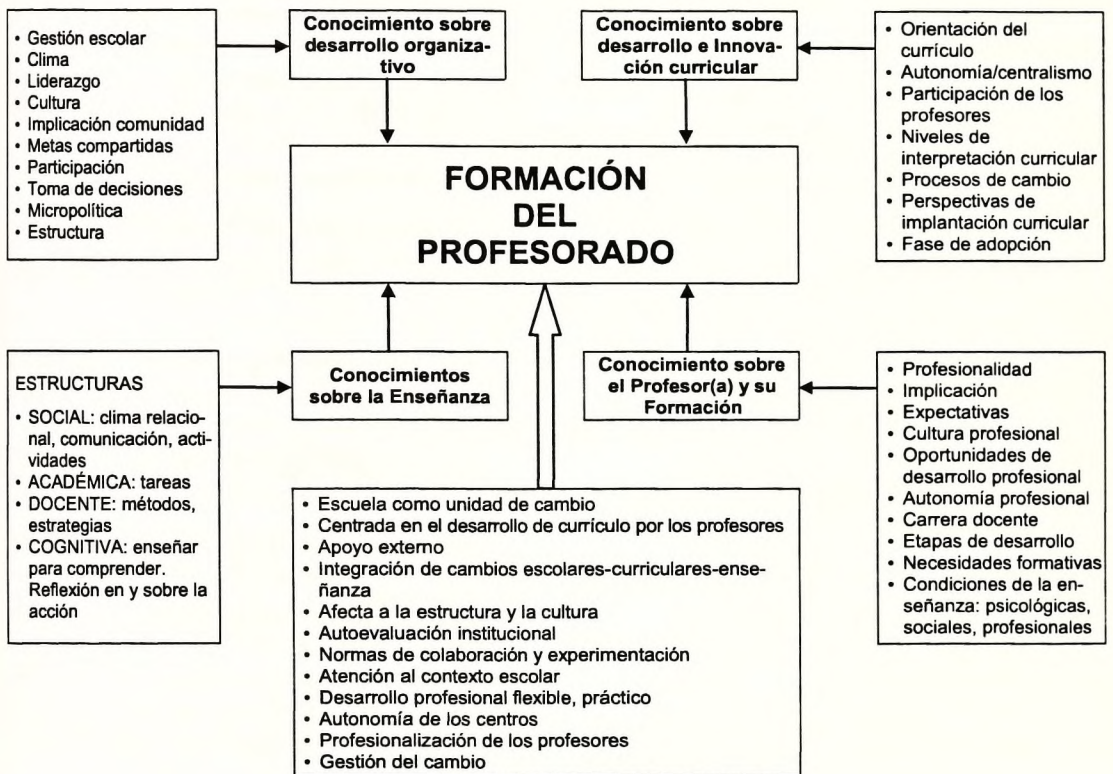 • Gestión escolar
• Clima
• Liderazgo
• Cultura
• Implicación comunidad
• Metas compartidas
• Participación
• Toma de decisiones
• Micropolítica
• Estructura
Conocimiento sobre
desarrollo organiza-
tivo
Conocimiento sobre
desarrollo e Innova-
ción curricular
• Orientación del
currículo
• Autonomía/centralismo
• Participación de los
profesores
• Niveles de
interpretación curricular
• Procesos de cambio
• Perspectivas de
implantación curricular
• Fase de adopción
FORMACIÓN
DEL
PROFESORADO
ESTRUCTURAS
• SOCIAL: clima relacio-
nal, comunicación, acti-
vidades
• ACADÉMICA: tareas
• DOCENTE: métodos,
estrategias
• COGNITIVA: enseñar
para comprender.
Reflexión en y sobre la
acción
Conocimientos
sobre la Enseñanza
Conocimiento sobre
el Profesor(a) y su
Formación
• Profesionalidad
• Implicación
• Expectativas
• Cultura profesional
• Oportunidades de
desarrollo profesional
• Autonomía profesional
• Carrera docente
• Etapas de desarrollo
• Necesidades formativas
• Condiciones de la en-
señanza: psicológicas,
sociales, profesionales
• Escuela como unidad de cambio
• Centrada en el desarrollo de currículo por los profesores
• Apoyo externo
• Integración de cambios escolares-curriculares-ense-
ñanza
• Afecta a la estructura y la cultura
• Autoevaluación institucional
• Normas de colaboración y experimentación
• Atención al contexto escolar
• Desarrollo profesional flexible, práctico
• Autonomía de los centros
• Profesionalización de los profesores
• Gestión del cambio